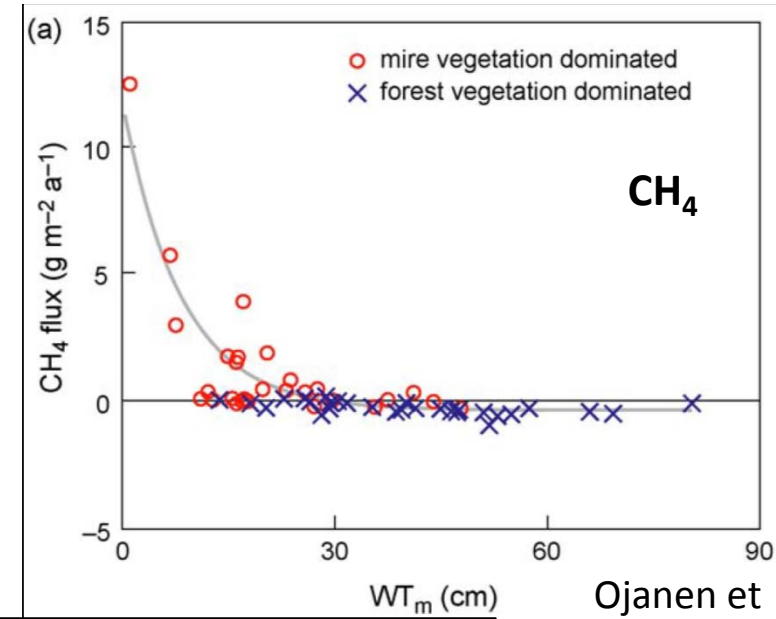 (a)
15
10
5
0
–5
CH₄ flux (g m⁻² a⁻¹)
mire vegetation dominated
forest vegetation dominated
CH₄
0 30 60 90
WTₘ (cm)
Ojanen et